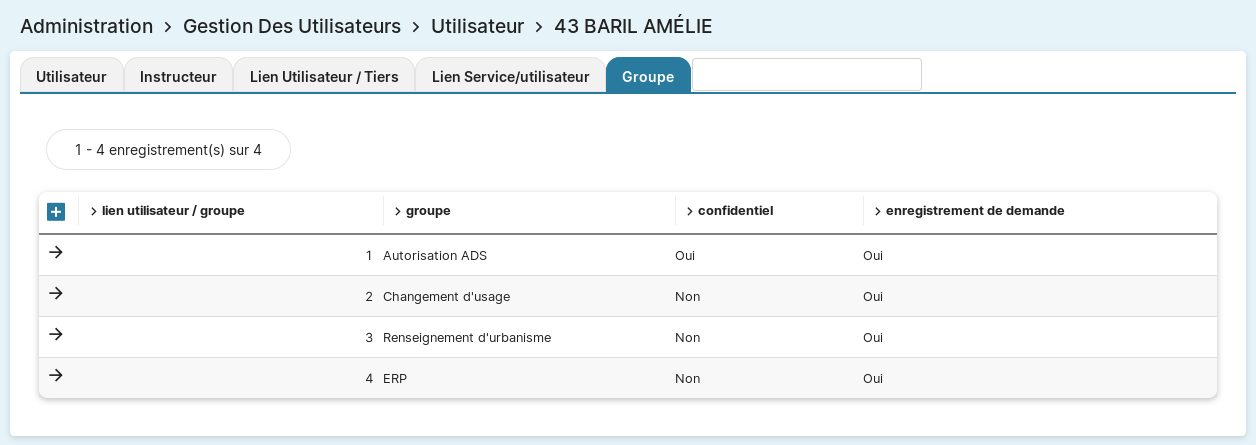 Administration > Gestion Des Utilisateurs > Utilisateur > 43 BARIL AMÉLIE
Utilisateur Instructeur Lien Utilisateur / Tiers Lien Service/utilisateur Groupe
1 - 4 enregistrement(s) sur 4
lien utilisateur / groupe groupe confidentiel enregistrement de demande
1 Autorisation ADS Oui Oui
2 Changement d'usage Non Oui
3 Renseignement d'urbanisme Non Oui
4 ERP Non Oui